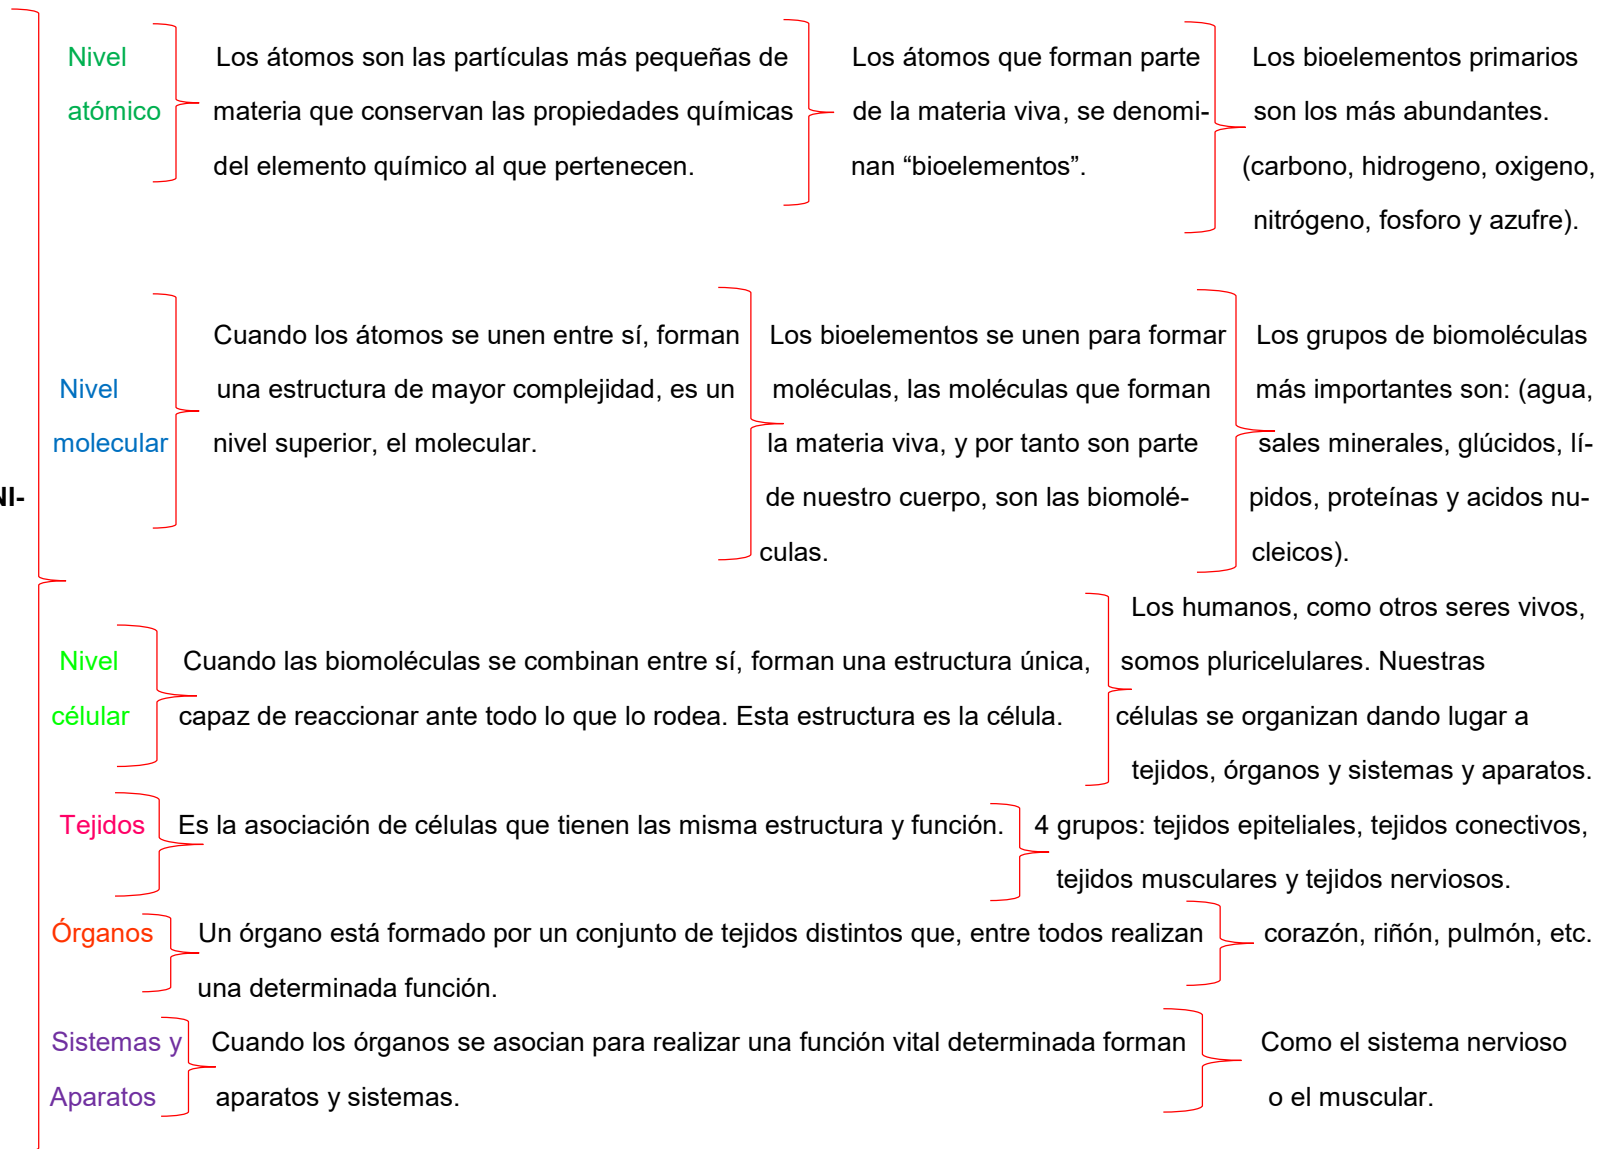 Nivel
atómico
Los átomos son las partículas más pequeñas de
materia que conservan las propiedades químicas
del elemento químico al que pertenecen.
Los átomos que forman parte
de la materia viva, se denomi-
nan “bioelementos”.
Los bioelementos primarios
son los más abundantes.
(carbono, hidrogeno, oxigeno,
nitrógeno, fosforo y azufre).
Nivel
molecular
Cuando los átomos se unen entre sí, forman
una estructura de mayor complejidad, es un
nivel superior, el molecular.
Los bioelementos se unen para formar
moléculas, las moléculas que forman
la materia viva, y por tanto son parte
de nuestro cuerpo, son las biomolé-
culas.
Los grupos de biomoléculas
más importantes son: (agua,
sales minerales, glúcidos, lí-
pidos, proteínas y acidos nu-
cleicos).
NI-
Nivel
célular
Cuando las biomoléculas se combinan entre sí, forman una estructura única,
capaz de reaccionar ante todo lo que lo rodea. Esta estructura es la célula.
Los humanos, como otros seres vivos,
somos pluricelulares. Nuestras
células se organizan dando lugar a
tejidos, órganos y sistemas y aparatos.
Tejidos
Es la asociación de células que tienen las misma estructura y función.
4 grupos: tejidos epiteliales, tejidos conectivos,
tejidos musculares y tejidos nerviosos.
Órganos
Un órgano está formado por un conjunto de tejidos distintos que, entre todos realizan
una determinada función.
corazón, riñón, pulmón, etc.
Sistemas y
Aparatos
Cuando los órganos se asocian para realizar una función vital determinada forman
aparatos y sistemas.
Como el sistema nervioso
o el muscular.